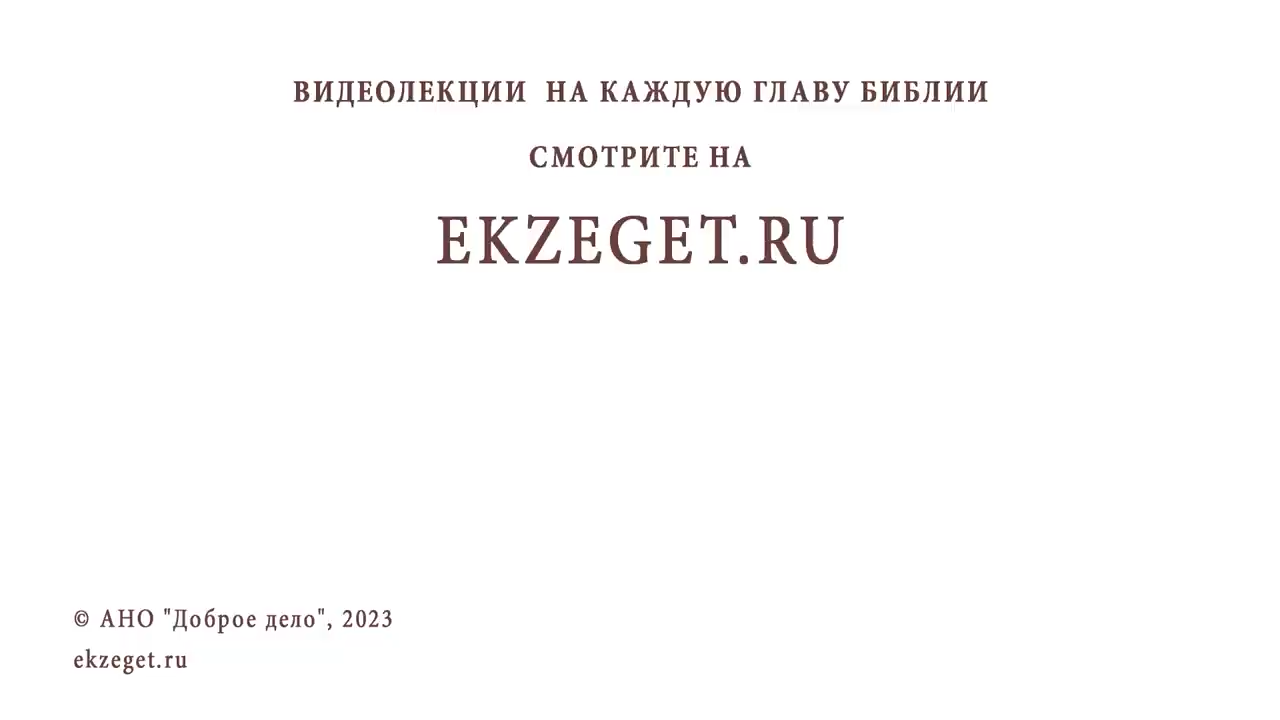 ВИДЕОЛЕКЦИИ НА КАЖДУЮ ГЛАВУ БИБЛИИ
СМОТРИТЕ НА
EKZEGET.RU
© АНО "Доброе дело", 2023
ekzeget.ru